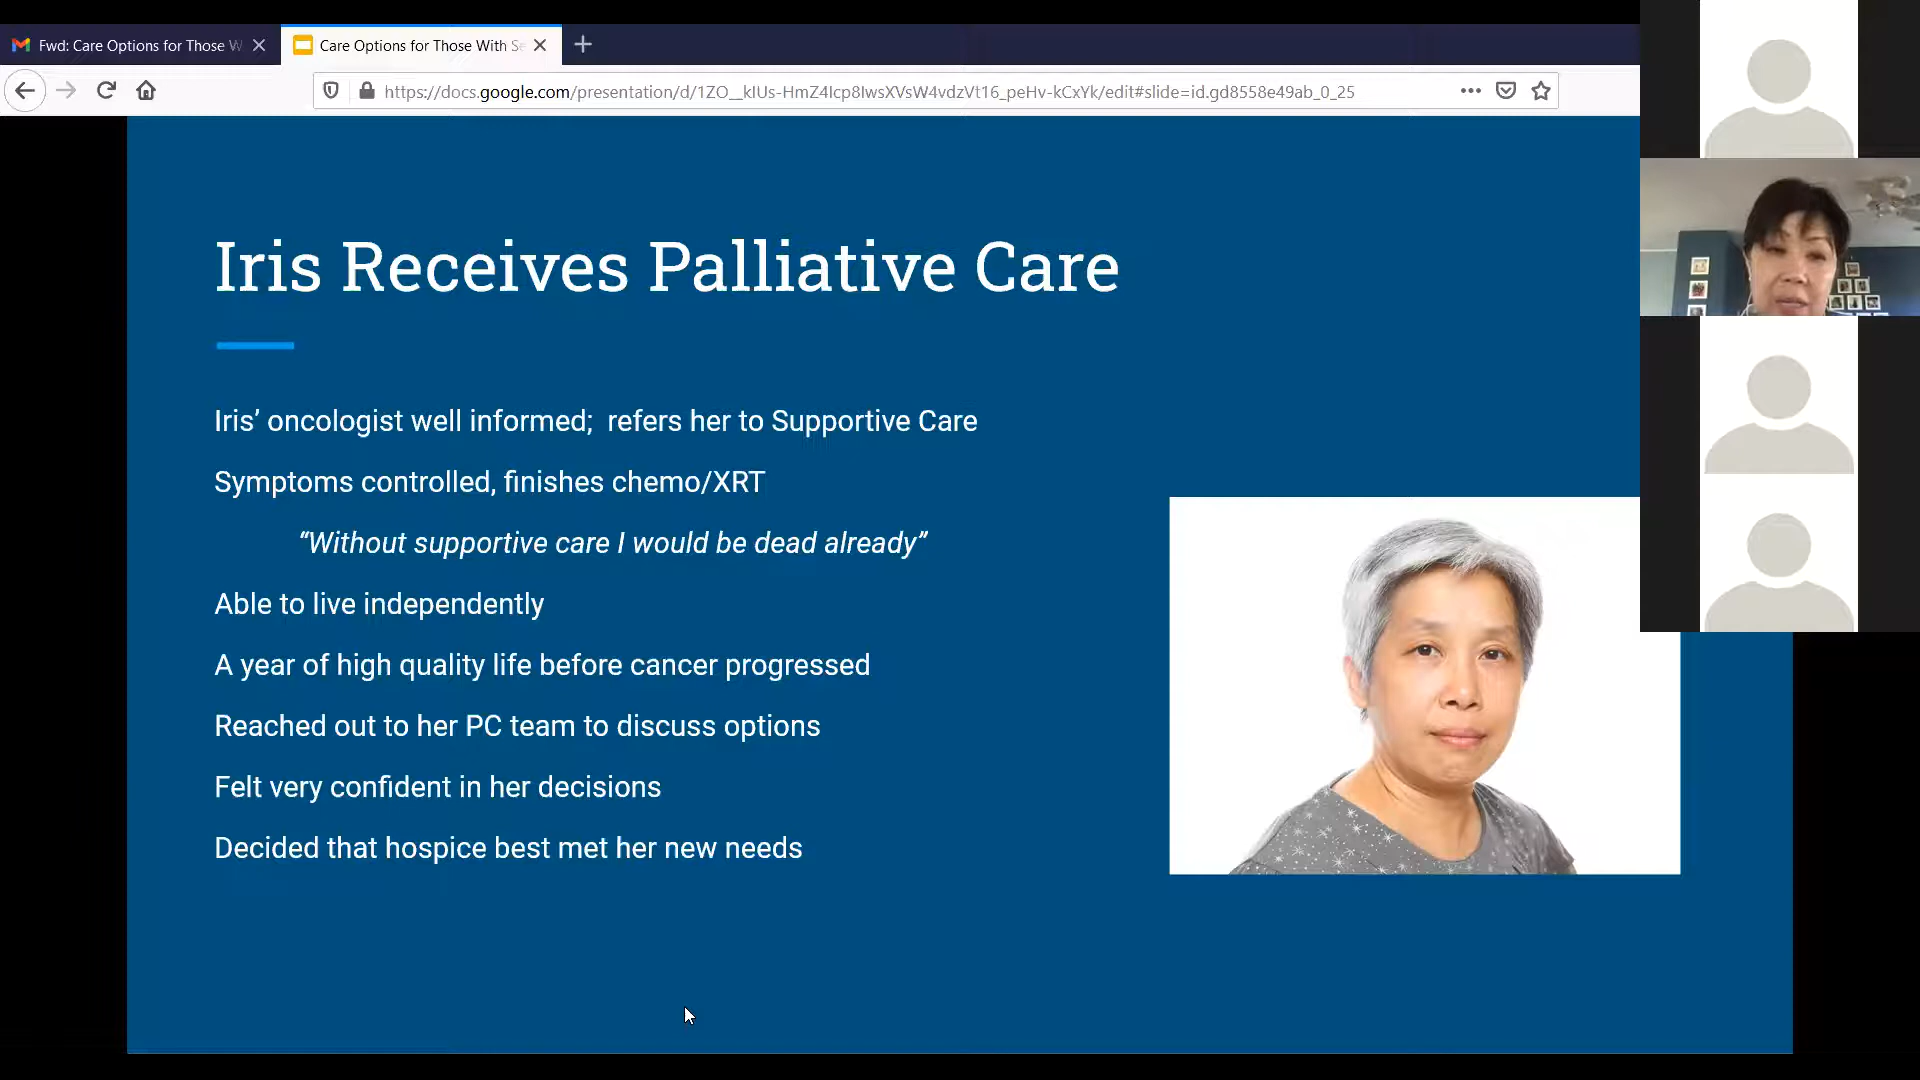 Fwd: Care Options for Those W
Care Options for Those With Se
https://docs.google.com/presentation/d/1ZO__kIUs-HmZ4Icp8IwsXVsW4vdzVt16_peHv-kCxYk/edit#slide=id.gd8558e49ab_0_25
Iris Receives Palliative Care
Iris’ oncologist well informed;  refers her to Supportive Care
Symptoms controlled, finishes chemo/XRT
“Without supportive care I would be dead already”
Able to live independently
A year of high quality life before cancer progressed
Reached out to her PC team to discuss options
Felt very confident in her decisions
Decided that hospice best met her new needs